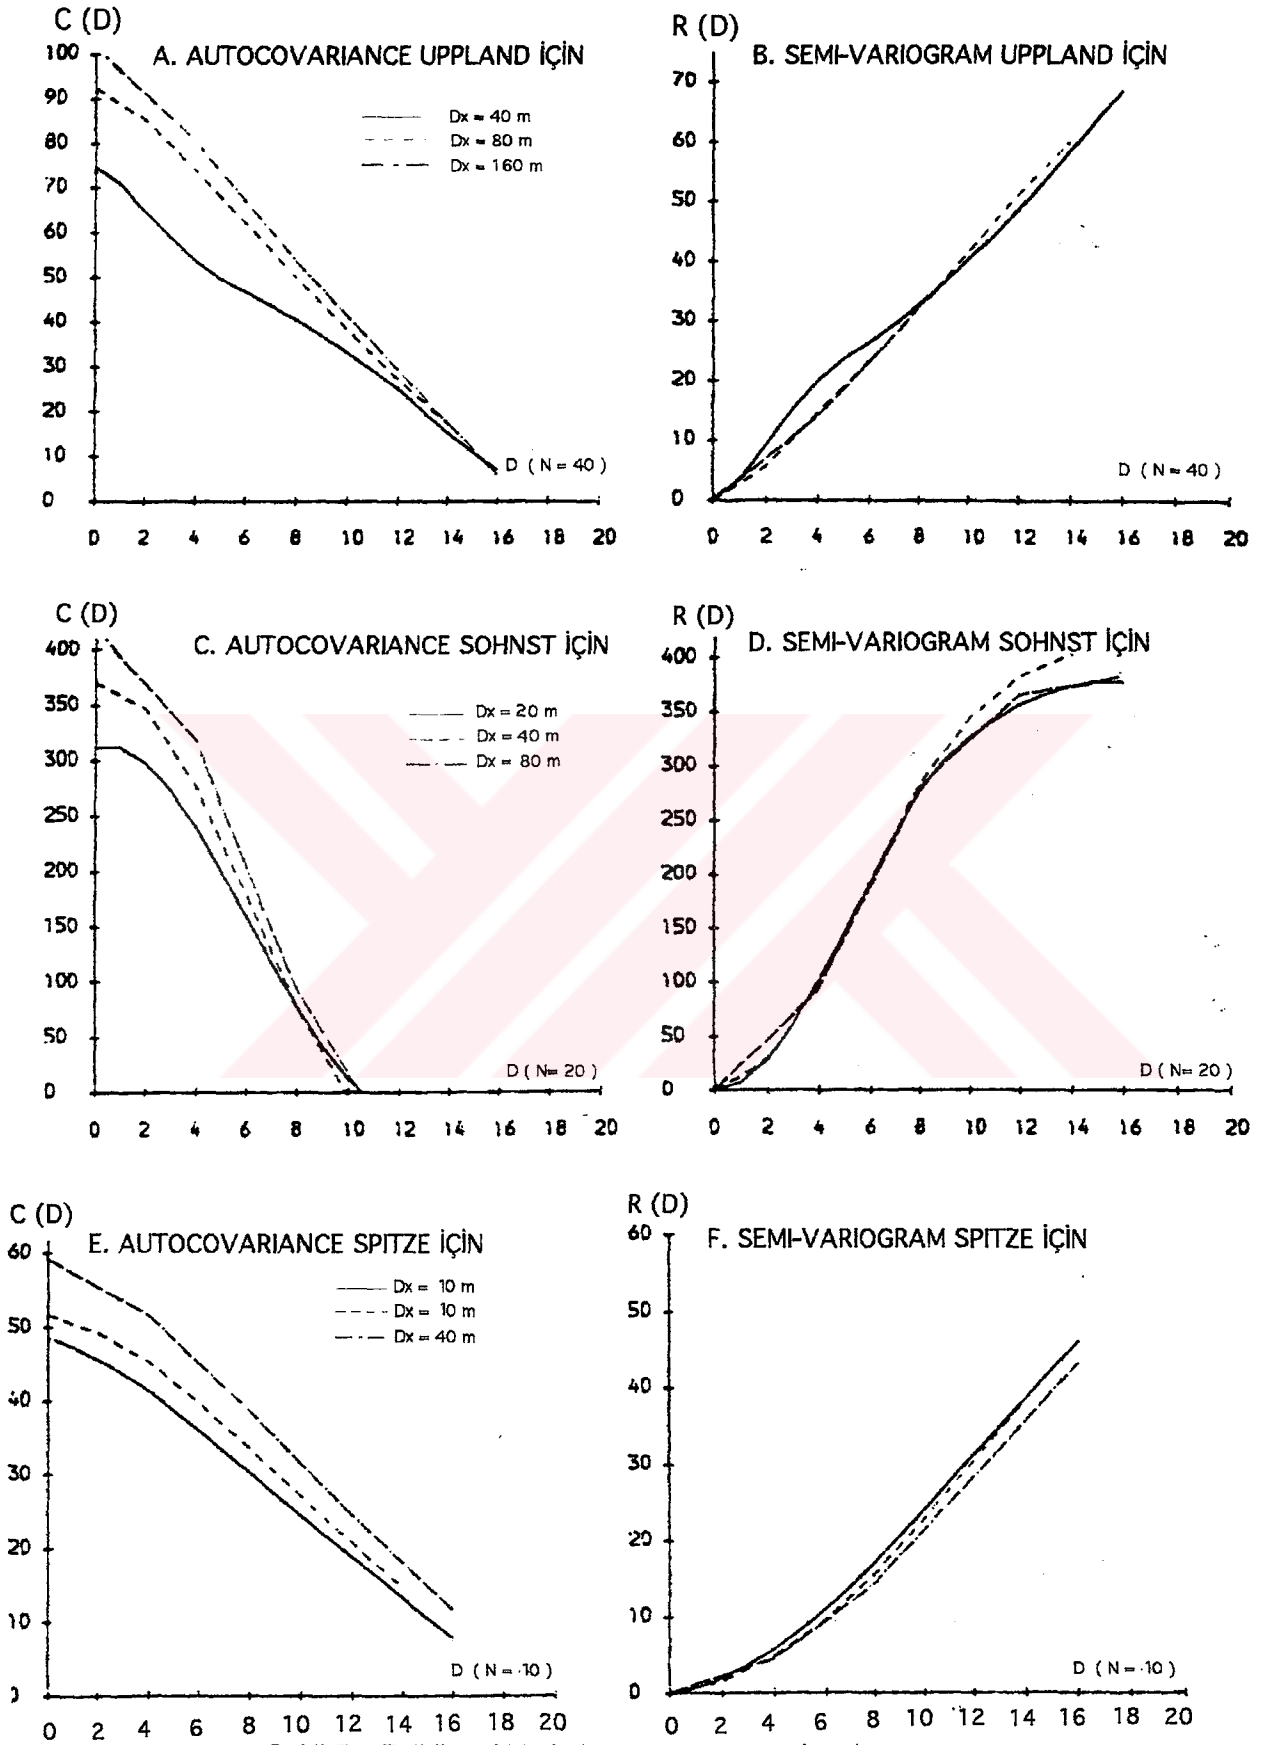 C (D)
A. AUTOCOVARIANCE UPPLAND İÇİN
100
90
80
70
60
50
40
30
20
10
0
Dx = 40 m
Dx = 80 m
Dx = 160 m
D ( N = 40 )
0 2 4 6 8 10 12 14 16 18 20
R (D)
B. SEMI-VARIOGRAM UPPLAND İÇİN
70
60
50
40
30
20
10
0
D ( N = 40 )
0 2 4 6 8 10 12 14 16 18 20
C (D)
C. AUTOCOVARIANCE SOHNST İÇİN
400
350
300
250
200
150
100
50
0
Dx = 20 m
Dx = 40 m
Dx = 80 m
D ( N= 20 )
0 2 4 6 8 10 12 14 16 18 20
R (D)
D. SEMI-VARIOGRAM SOHNST İÇİN
400
350
300
250
200
150
100
50
0
D ( N= 20 )
0 2 4 6 8 10 12 14 16 18 20
C (D)
E. AUTOCOVARIANCE SPITZE İÇİN
60
50
40
30
20
10
Dx = 10 m
Dx = 10 m
Dx = 40 m
D ( N = 10 )
0 2 4 6 8 10 12 14 16 18 20
R (D)
F. SEMI-VARIOGRAM SPITZE İÇİN
60
50
40
30
20
10
0
D ( N = 10 )
0 2 4 6 8 10 12 14 16 18 20